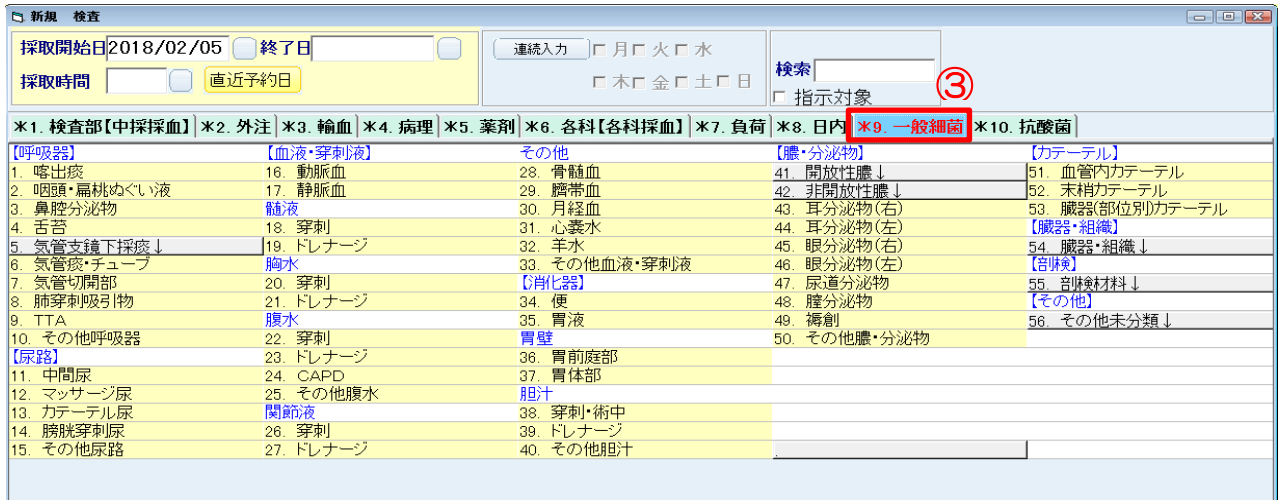 新規 検査
採取開始日 2018/02/05 終了日
連続入力 月 火 水
採取時間 直近予約日
木 金 土 日
検索
指示対象
③
*1. 検査部【中採採血】 *2. 外注 *3. 輸血 *4. 病理 *5. 薬剤 *6. 各科【各科採血】 *7. 負荷 *8. 日内 *9. 一般細菌 *10. 抗酸菌
【呼吸器】
1. 喀出痰
2. 咽頭・扁桃ぬぐい液
3. 鼻腔分泌物
4. 舌苔
5. 気管支鏡下採痰↓
6. 気管痰・チューブ
7. 気管切開部
8. 肺穿刺吸引物
9. TTA
10. その他呼吸器
【尿路】
11. 中間尿
12. マッサージ尿
13. カテーテル尿
14. 膀胱穿刺尿
15. その他尿路
【血液・穿刺液】
16. 動脈血
17. 静脈血
髄液
18. 穿刺
19. ドレナージ
胸水
20. 穿刺
21. ドレナージ
腹水
22. 穿刺
23. ドレナージ
24. CAPD
25. その他腹水
関節液
26. 穿刺
27. ドレナージ
その他
28. 骨髄血
29. 臍帯血
30. 月経血
31. 心嚢水
32. 羊水
33. その他血液・穿刺液
【消化器】
34. 便
35. 胃液
胃壁
36. 胃前庭部
37. 胃体部
胆汁
38. 穿刺・術中
39. ドレナージ
40. その他胆汁
【膿・分泌物】
41. 開放性膿↓
42. 非開放性膿↓
43. 耳分泌物(右)
44. 耳分泌物(左)
45. 眼分泌物(右)
46. 眼分泌物(左)
47. 尿道分泌物
48. 膣分泌物
49. 褥創
50. その他膿・分泌物
.
【カテーテル】
51. 血管内カテーテル
52. 末梢カテーテル
53. 臓器(部位別)カテーテル
【臓器・組織】
54. 臓器・組織↓
【剖検】
55. 剖検材料↓
【その他】
56. その他未分類↓